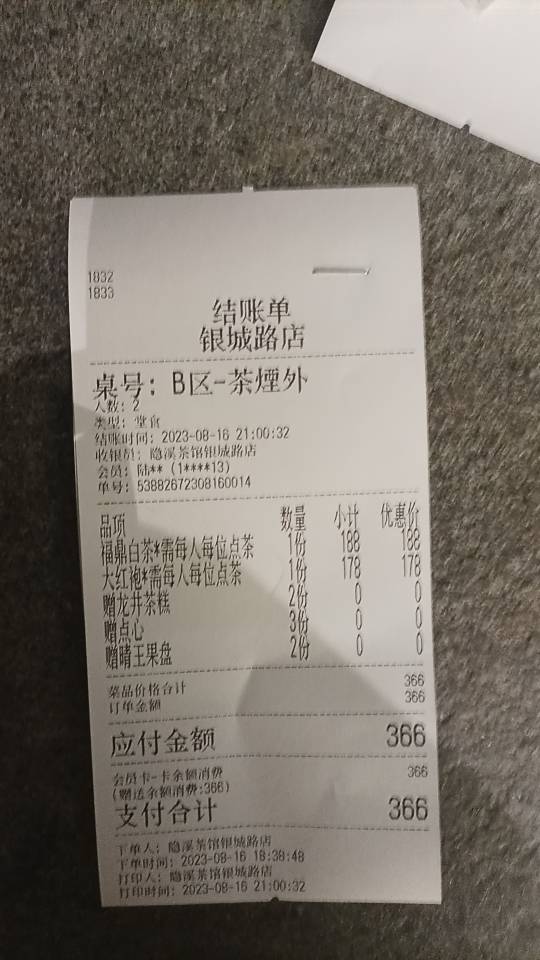 1832
1833
结账单
银城路店
桌号: B区-茶煙外
人数: 2
类型: 堂食
结账时间: 2023-08-16 21:00:32
收银员: 隐溪茶馆银城路店
会员: 陆** (1****13)
单号: 53882672308160014
品项 数量 小计 优惠价
福鼎白茶*需每人每位点茶 1份 188 188
大红袍*需每人每位点茶 1份 178 178
赠龙井茶糕 2份 0 0
赠点心 3份 0 0
赠晴王果盘 2份 0 0
菜品价格合计 366
订单金额 366
应付金额 366
会员卡-卡余额消费 366
(赠送余额消费:366)
支付合计 366
下单人: 隐溪茶馆银城路店
下单时间: 2023-08-16 18:38:48
打印人: 隐溪茶馆银城路店
打印时间: 2023-08-16 21:00:32